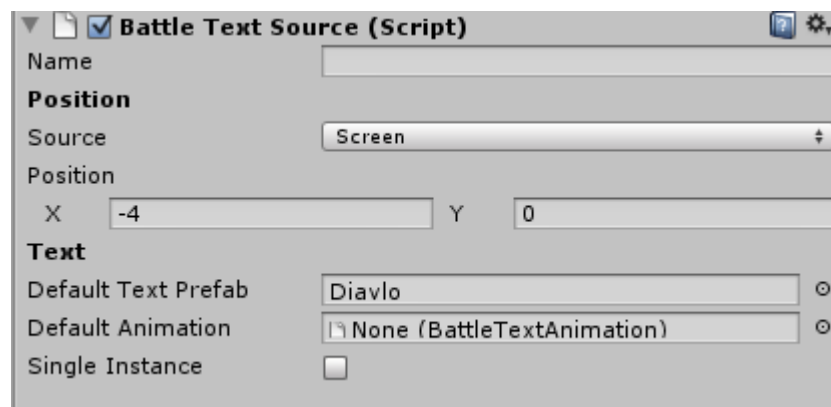 Battle Text Source (Script)
Name
Position
Source Screen
Position
X -4 Y 0
Text
Default Text Prefab Diavlo
Default Animation None (BattleTextAnimation)
Single Instance